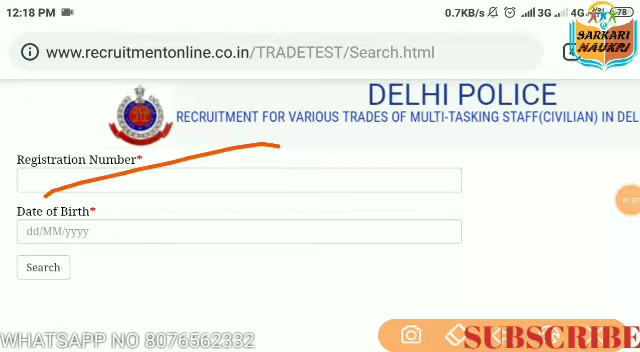 12:18 PM
0.7KB/s 3G 4G 78
SARKARI
NAUKRI
www.recruitmentonline.co.in/TRADETEST/Search.html
DELHI POLICE
RECRUITMENT FOR VARIOUS TRADES OF MULTI-TASKING STAFF(CIVILIAN) IN DEL
Registration Number*
Date of Birth*
dd/MM/yyyy
Search
WHATSAPP NO 8076562332
SUBSCRIBE